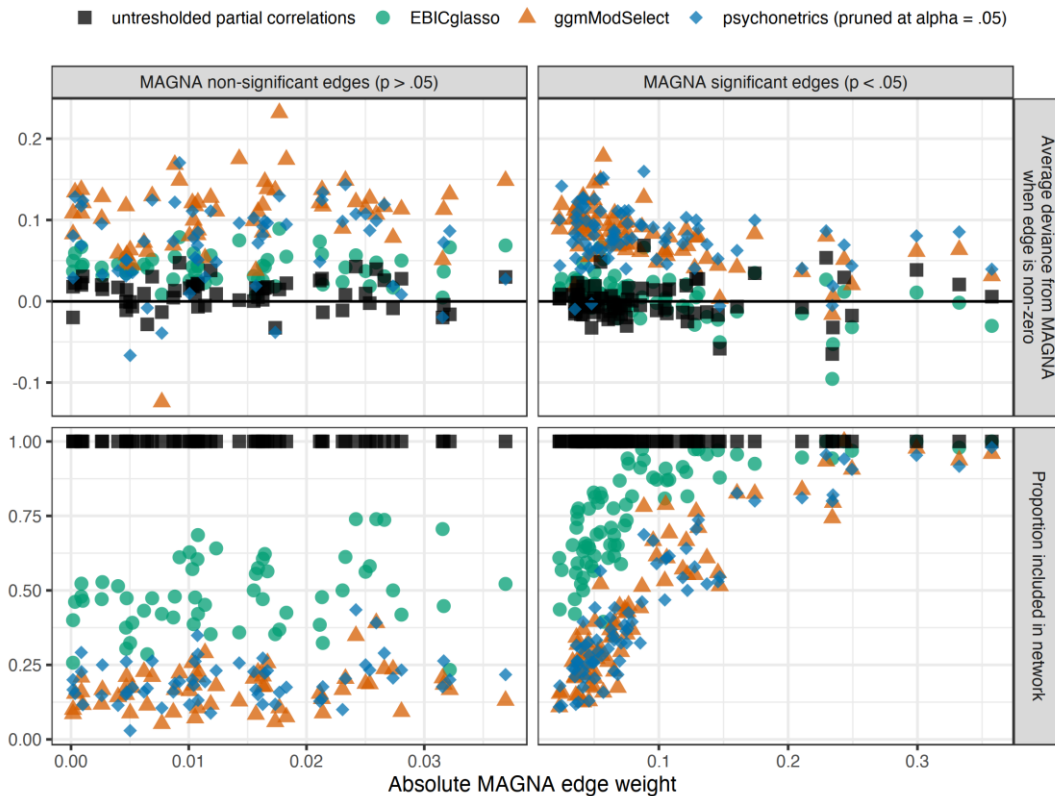 untresholded partial correlations EBICglasso ggmModSelect psychonetrics (pruned at alpha = .05)
MAGNA non-significant edges (p > .05) MAGNA significant edges (p < .05)
0.2
0.1
0.0
-0.1
Average deviance from MAGNA
when edge is non-zero
1.00
0.75
0.50
0.25
0.00
Proportion included in network
0.00 0.01 0.02 0.03 0.1 0.2 0.3
Absolute MAGNA edge weight